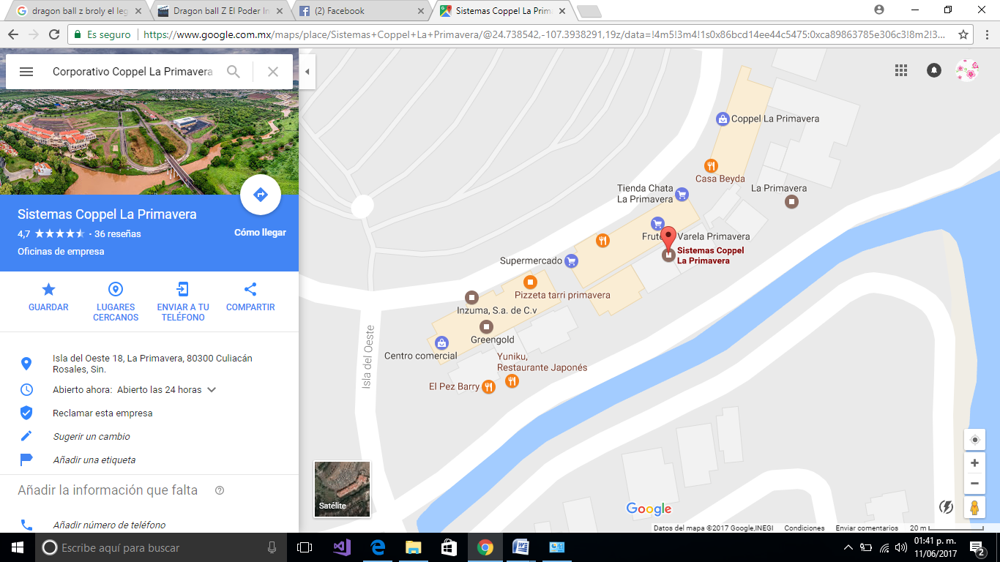 dragon ball z broly el leg
Dragon ball Z El Poder In
(2) Facebook
Sistemas Coppel La Prim
Es seguro
https://www.google.com.mx/maps/place/Sistemas+Coppel+La+Primavera/@24.738542,-107.3938291,19z/data=!4m5!3m4!1s0x86bcd14ee44c5475:0xca89863785e306c3!8m2!3...
Corporativo Coppel La Primavera
Sistemas Coppel La Primavera
4,7
· 36 reseñas
Oficinas de empresa
Cómo llegar
GUARDAR
LUGARES
CERCANOS
ENVIAR A TU
TELÉFONO
COMPARTIR
Isla del Oeste 18, La Primavera, 80300 Culiacán
Rosales, Sin.
Abierto ahora: Abierto las 24 horas
Reclamar esta empresa
Sugerir un cambio
Añadir una etiqueta
Añadir la información que falta
Añadir número de teléfono
Coppel La Primavera
Casa Beyda
Tienda Chata
La Primavera
La Primavera
Frute
Varela Primavera
Sistemas Coppel
La Primavera
Supermercado
Pizzeta tarri primavera
Inzuma, S.a. de C.v
Greengold
Centro comercial
Yuniku,
Restaurante Japonés
El Pez Barry
Isla del Oeste
Satélite
Google
Datos del mapa ©2017 Google,INEGI
Condiciones
Enviar comentarios
20 m
Escribe aquí para buscar
01:41 p. m.
11/06/2017
2